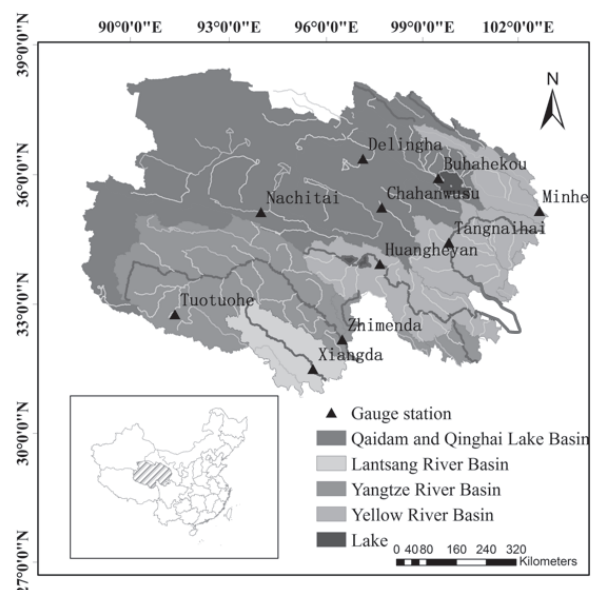 90°0'0"E 93°0'0"E 96°0'0"E 99°0'0"E 102°0'0"E
39°0'0"N
N
Delingha
Buhahekou
36°0'0"N
Nachitai
Chahanwusu
Minhe
Tangnaihai
Huangheyan
33°0'0"N
Tuotuohe
Zhimenda
Xiangda
30°0'0"N
Gauge station
Qaidam and Qinghai Lake Basin
Lantsang River Basin
Yangtze River Basin
Yellow River Basin
Lake
0 40 80 160 240 320
Kilometers
27°0'0"N